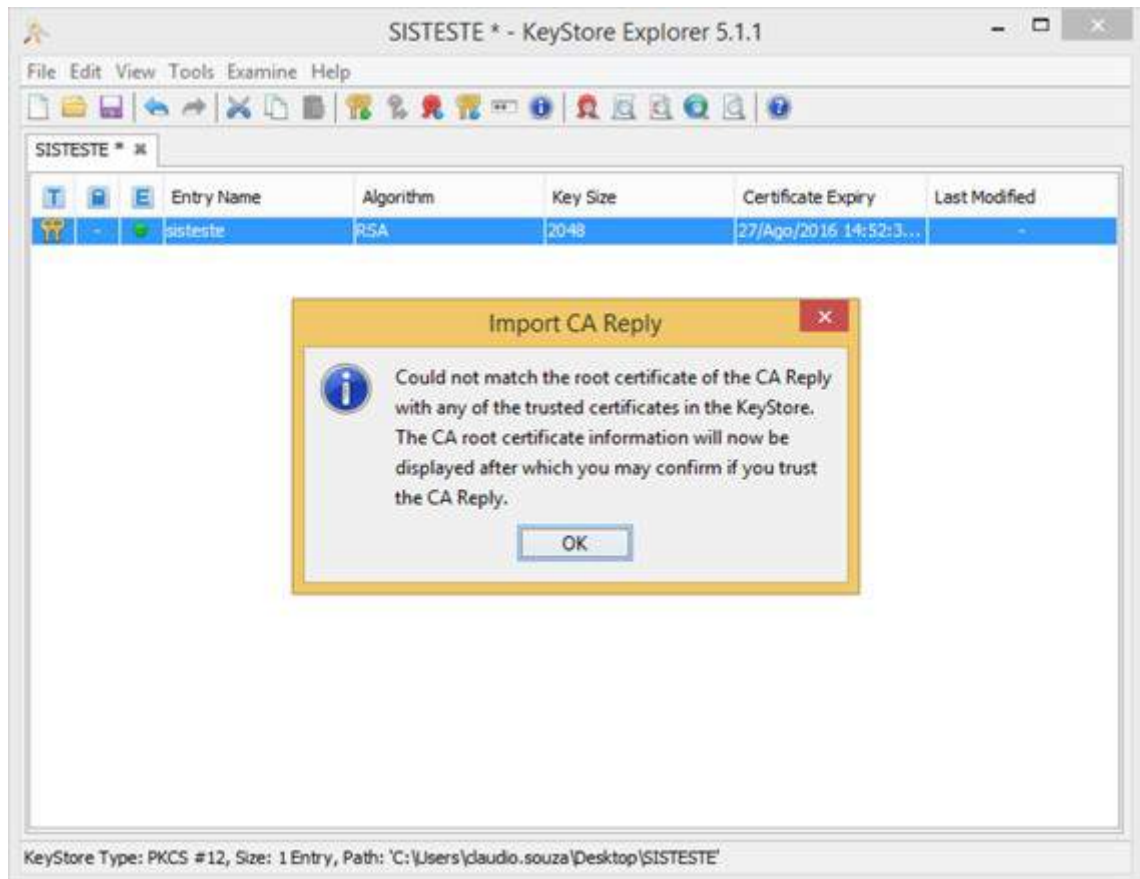 SISTESTE * - KeyStore Explorer 5.1.1
File Edit View Tools Examine Help
SISTESTE *
T E Entry Name Algorithm Key Size Certificate Expiry Last Modified
- sisteste RSA 2048 27/Ago/2016 14:52:3... -
Import CA Reply
Could not match the root certificate of the CA Reply
with any of the trusted certificates in the KeyStore.
The CA root certificate information will now be
displayed after which you may confirm if you trust
the CA Reply.
OK
KeyStore Type: PKCS #12, Size: 1 Entry, Path: 'C:\Users\claudio.souza\Desktop\SISTESTE'